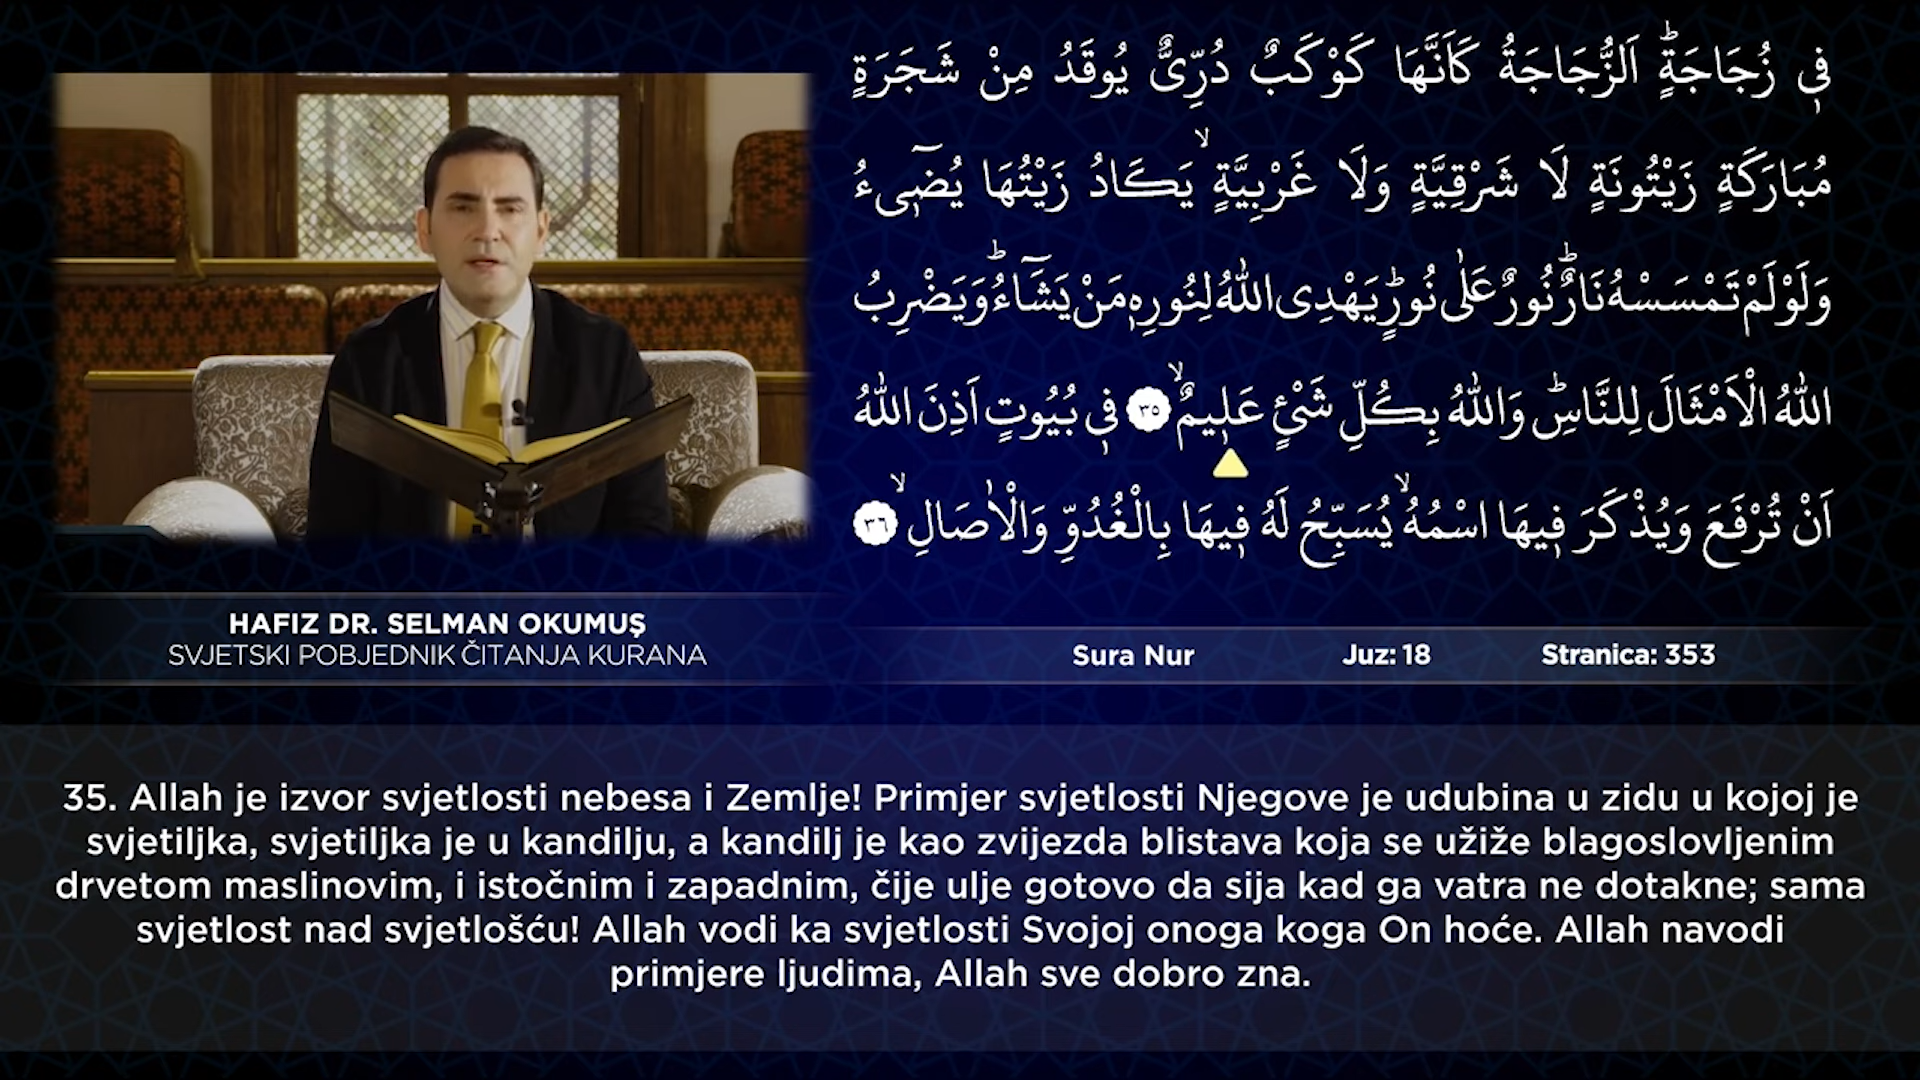 فِي زُجَاجَةٍۜ اَلزُّجَاجَةُ كَاَنَّهَا كَوْكَبٌ دُرِّيٌّ يُوقَدُ مِنْ شَجَرَةٍ
مُبَارَكَةٍ زَيْتُونَةٍ لَا شَرْقِيَّةٍ وَلَا غَرْبِيَّةٍۙ يَكَادُ زَيْتُهَا يُضٓيءُ
وَلَوْ لَمْ تَمْسَسْهُ نَارٌۜ نُورٌ عَلٰى نُورٍۜ يَهْدِي اللّٰهُ لِنُورِهٖ مَنْ يَشَٓاءُۜ وَيَضْرِبُ
اللّٰهُ الْاَمْثَالَ لِلنَّاسِۜ وَاللّٰهُ بِكُلِّ شَيْءٍ عَلٖيمٌۙ ٣٥ فٖي بُيُوتٍ اَذِنَ اللّٰهُ
اَنْ تُرْفَعَ وَيُذْكَرَ فٖيهَا اسْمُهُۙ يُسَبِّحُ لَهُ فٖيهَا بِالْغُدُوِّ وَالْاٰصَالِۙ ٣٦
HAFIZ DR. SELMAN OKUMUŞ
SVJETSKI POBJEDNIK ČITANJA KURANA
Sura Nur Juz: 18 Stranica: 353
35. Allah je izvor svjetlosti nebesa i Zemlje! Primjer svjetlosti Njegove je udubina u zidu u kojoj je
svjetiljka, svjetiljka je u kandilju, a kandilj je kao zvijezda blistava koja se užiže blagoslovljenim
drvetom maslinovim, i istočnim i zapadnim, čije ulje gotovo da sija kad ga vatra ne dotakne; sama
svjetlost nad svjetlošću! Allah vodi ka svjetlosti Svojoj onoga koga On hoće. Allah navodi
primjere ljudima, Allah sve dobro zna.